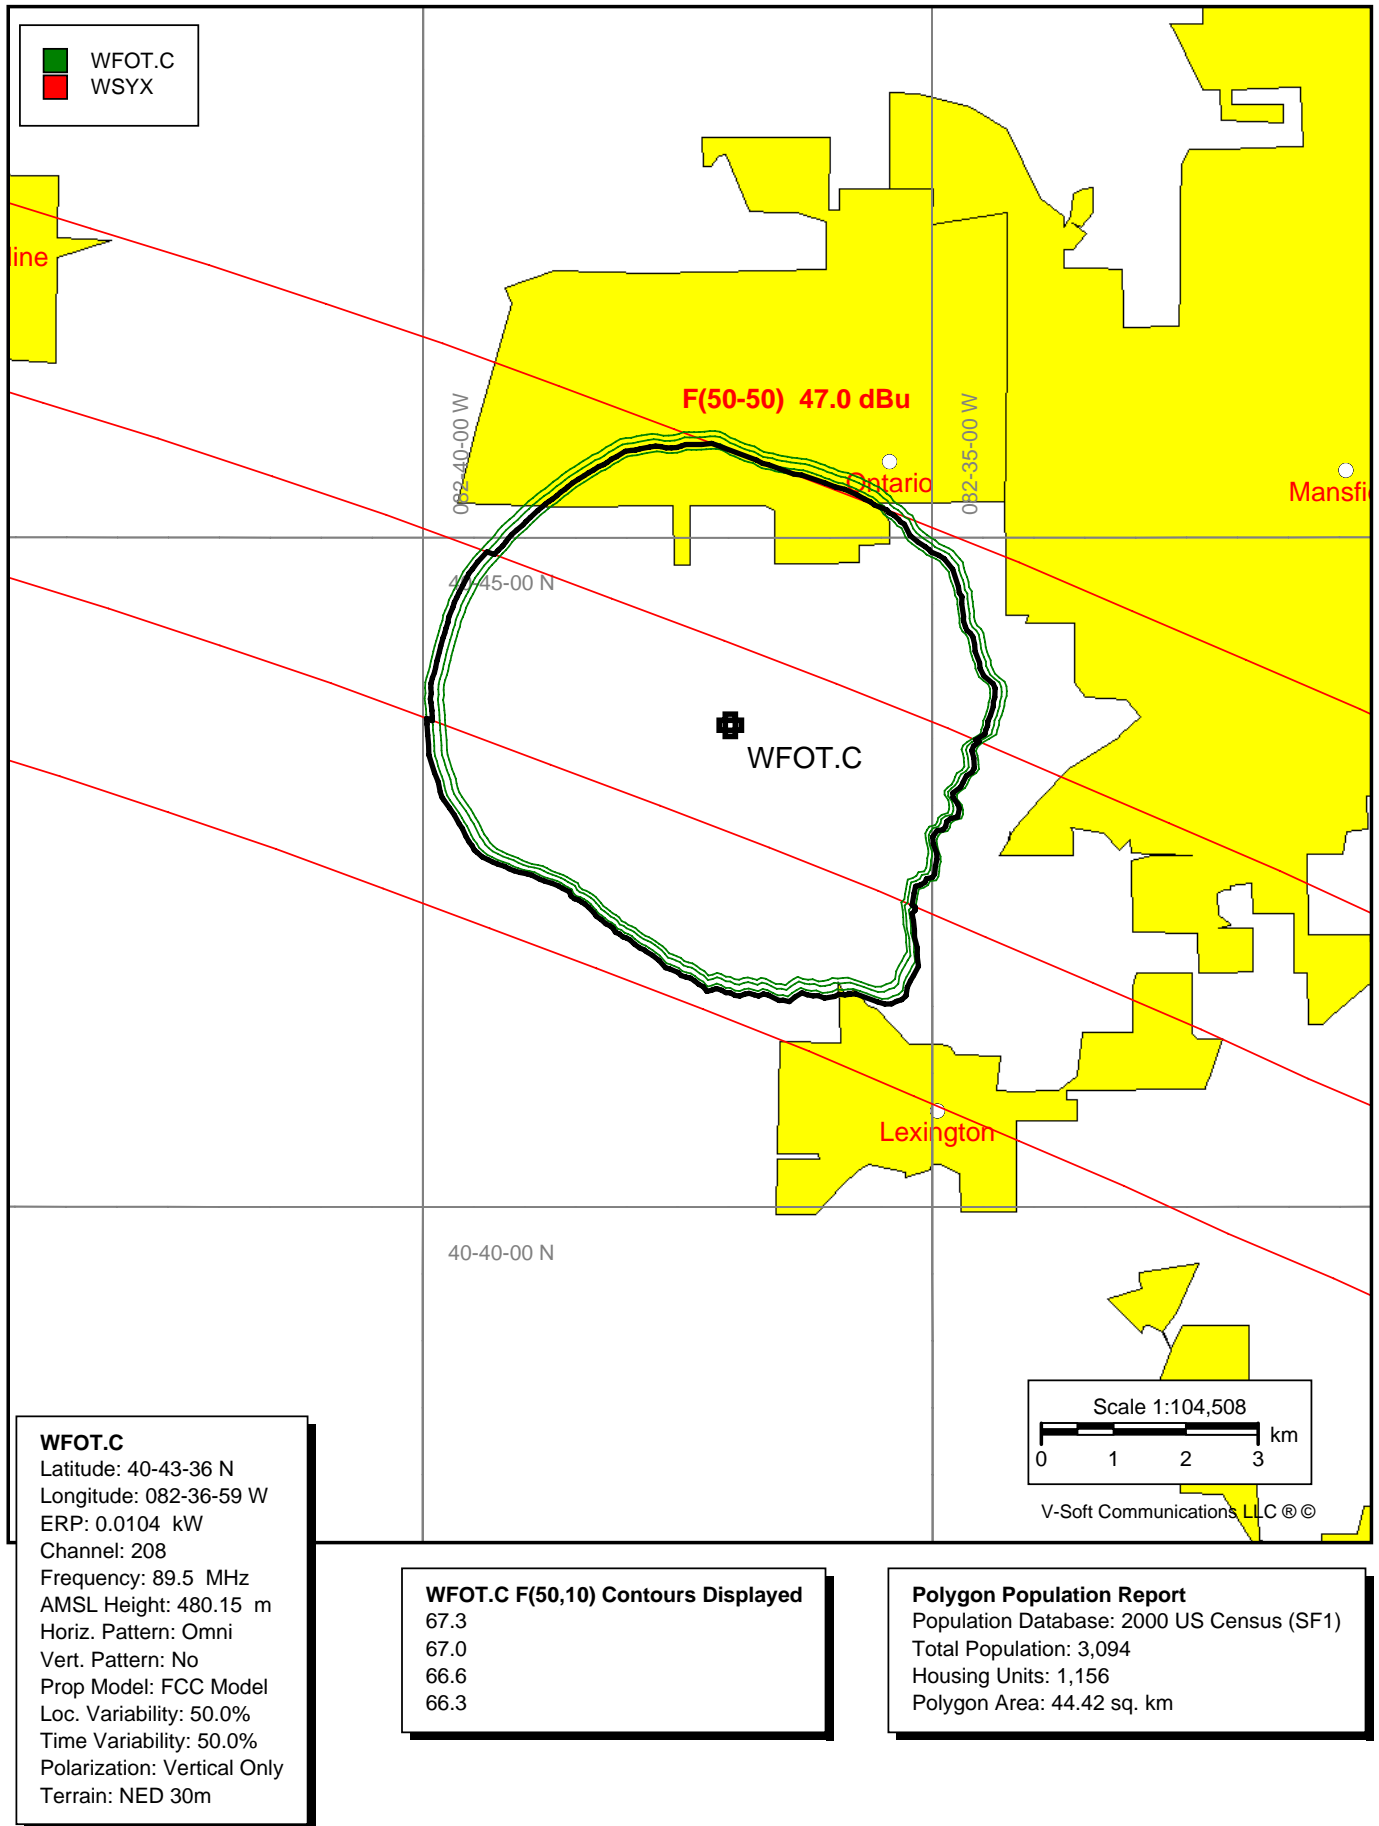 WFOT.C
WSYX
line
F(50-50) 47.0 dBu
082-40-00 W
082-35-00 W
Ontario
Mansfi
40-45-00 N
WFOT.C
Lexington
40-40-00 N
Scale 1:104,508
km
0 1 2 3
V-Soft Communications LLC ® ©
WFOT.C
Latitude: 40-43-36 N
Longitude: 082-36-59 W
ERP: 0.0104 kW
Channel: 208
Frequency: 89.5 MHz
AMSL Height: 480.15 m
Horiz. Pattern: Omni
Vert. Pattern: No
Prop Model: FCC Model
Loc. Variability: 50.0%
Time Variability: 50.0%
Polarization: Vertical Only
Terrain: NED 30m
WFOT.C F(50,10) Contours Displayed
67.3
67.0
66.6
66.3
Polygon Population Report
Population Database: 2000 US Census (SF1)
Total Population: 3,094
Housing Units: 1,156
Polygon Area: 44.42 sq. km